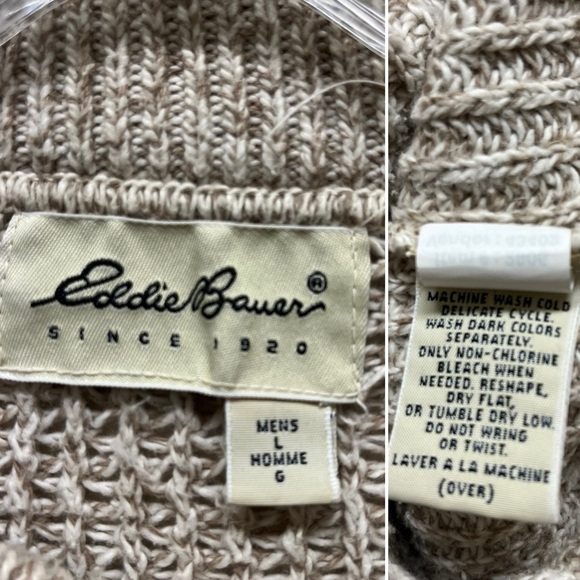 Eddie Bauer®
SINCE 1920
MENS
L
HOMME
G
MACHINE WASH COLD
DELICATE CYCLE.
WASH DARK COLORS
SEPARATELY.
ONLY NON-CHLORINE
BLEACH WHEN
NEEDED. RESHAPE,
DRY FLAT,
OR TUMBLE DRY LOW.
DO NOT WRING
OR TWIST.
LAVER A LA MACHINE
(OVER)